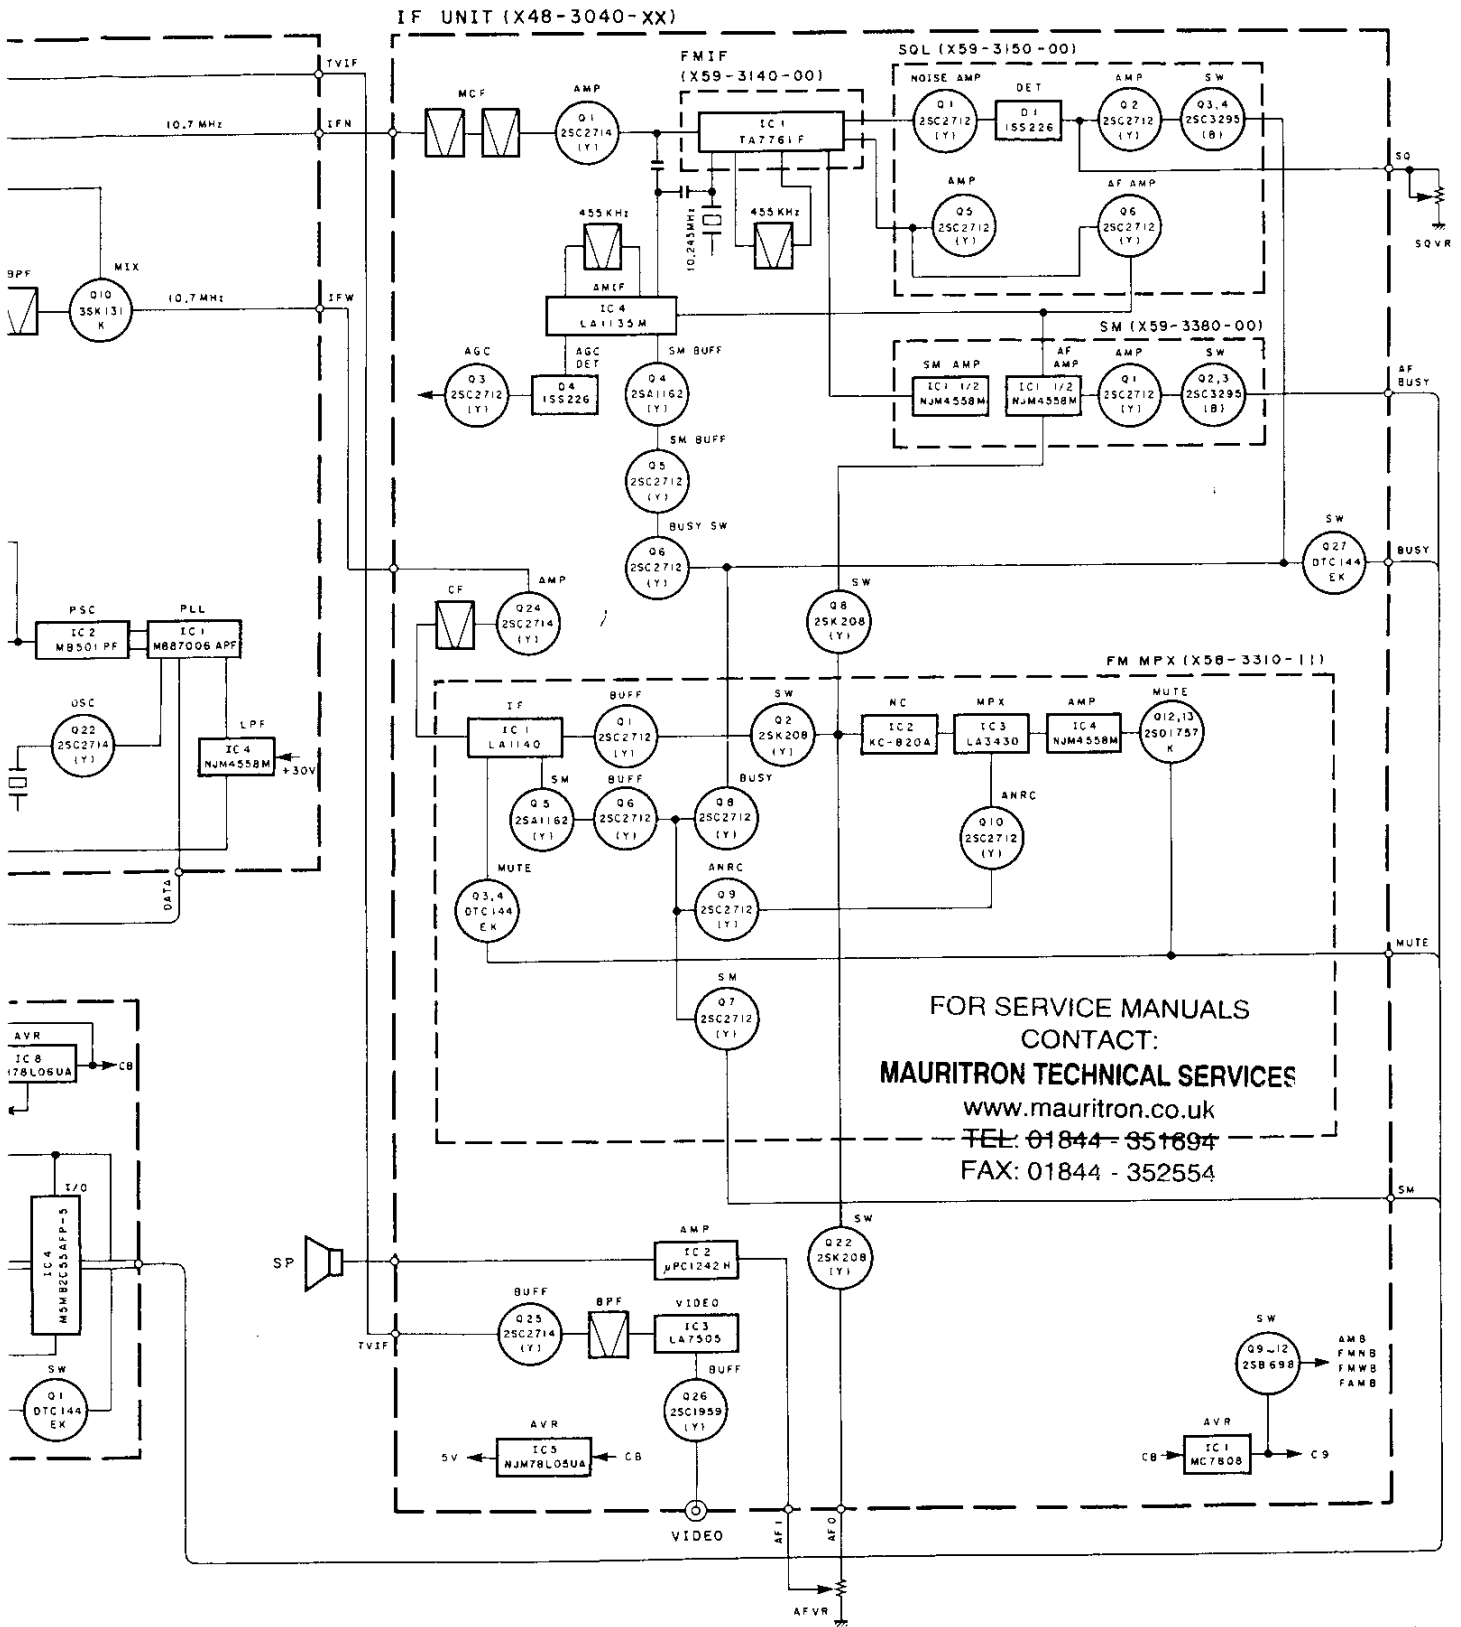 IF UNIT (X48-3040-XX)
TVIF
10.7MHz
IFN
MCF
AMP
Q1
2SC2714
(Y)
FMIF
(X59-3140-00)
IC1
TA7761F
SQL (X59-3150-00)
NOISE AMP
Q1
2SC2712
(Y)
DET
D1
1SS226
AMP
Q2
2SC2712
(Y)
SW
Q3,4
2SC3295
(B)
SQ
SQVR
AMP
Q5
2SC2712
(Y)
AF AMP
Q6
2SC2712
(Y)
455KHz
10.245MHz
455KHz
BPF
MIX
Q10
3SK131
K
10.7MHz
IFW
AMIF
IC4
LA1135M
SM (X59-3380-00)
AGC
Q3
2SC2712
(Y)
AGC
DET
D4
1SS226
SM BUFF
Q4
2SA1162
(Y)
SM AMP
IC1 1/2
NJM4558M
AF
AMP
IC1 1/2
NJM4558M
AMP
Q1
2SC2712
(Y)
SW
Q2,3
2SC3295
(B)
AF
BUSY
SM BUFF
Q5
2SC2712
(Y)
BUSY SW
Q6
2SC2712
(Y)
SW
Q27
DTC144
EK
BUSY
CF
AMP
Q24
2SC2714
(Y)
SW
Q8
2SK208
(Y)
PSC
IC2
MB501PF
PLL
IC1
MB87006APF
OSC
Q22
2SC2714
(Y)
LPF
IC4
NJM4558M
+30V
DATA
FM MPX (X58-3310-11)
IF
IC1
LA1140
BUFF
Q1
2SC2712
(Y)
SW
Q2
2SK208
(Y)
NC
IC2
KC-820A
MPX
IC3
LA3430
AMP
IC4
NJM4558M
MUTE
Q12,13
2SD1757
K
SM
Q5
2SA1162
(Y)
BUFF
Q6
2SC2712
(Y)
BUSY
Q8
2SC2712
(Y)
ANRC
Q10
2SC2712
(Y)
MUTE
Q3,4
DTC144
EK
ANRC
Q9
2SC2712
(Y)
MUTE
SM
Q7
2SC2712
(Y)
FOR SERVICE MANUALS
CONTACT:
MAURITRON TECHNICAL SERVICES
www.mauritron.co.uk
TEL: 01844 - 351694
FAX: 01844 - 352554
AVR
IC8
78L06UA
C8
I/O
IC4
M5M82C55AFP-5
SW
Q1
DTC144
EK
SM
SP
AMP
IC2
μPC1242H
SW
Q22
2SK208
(Y)
TVIF
BUFF
Q25
2SC2714
(Y)
BPF
VIDEO
IC3
LA7505
BUFF
Q26
2SC1959
(Y)
SW
Q9~12
2SB698
AMB
FMNB
FMWB
FAMB
5V
AVR
IC5
NJM78L05UA
C8
C8
AVR
IC1
MC7808
C9
VIDEO
AFI
AFO
AFVR